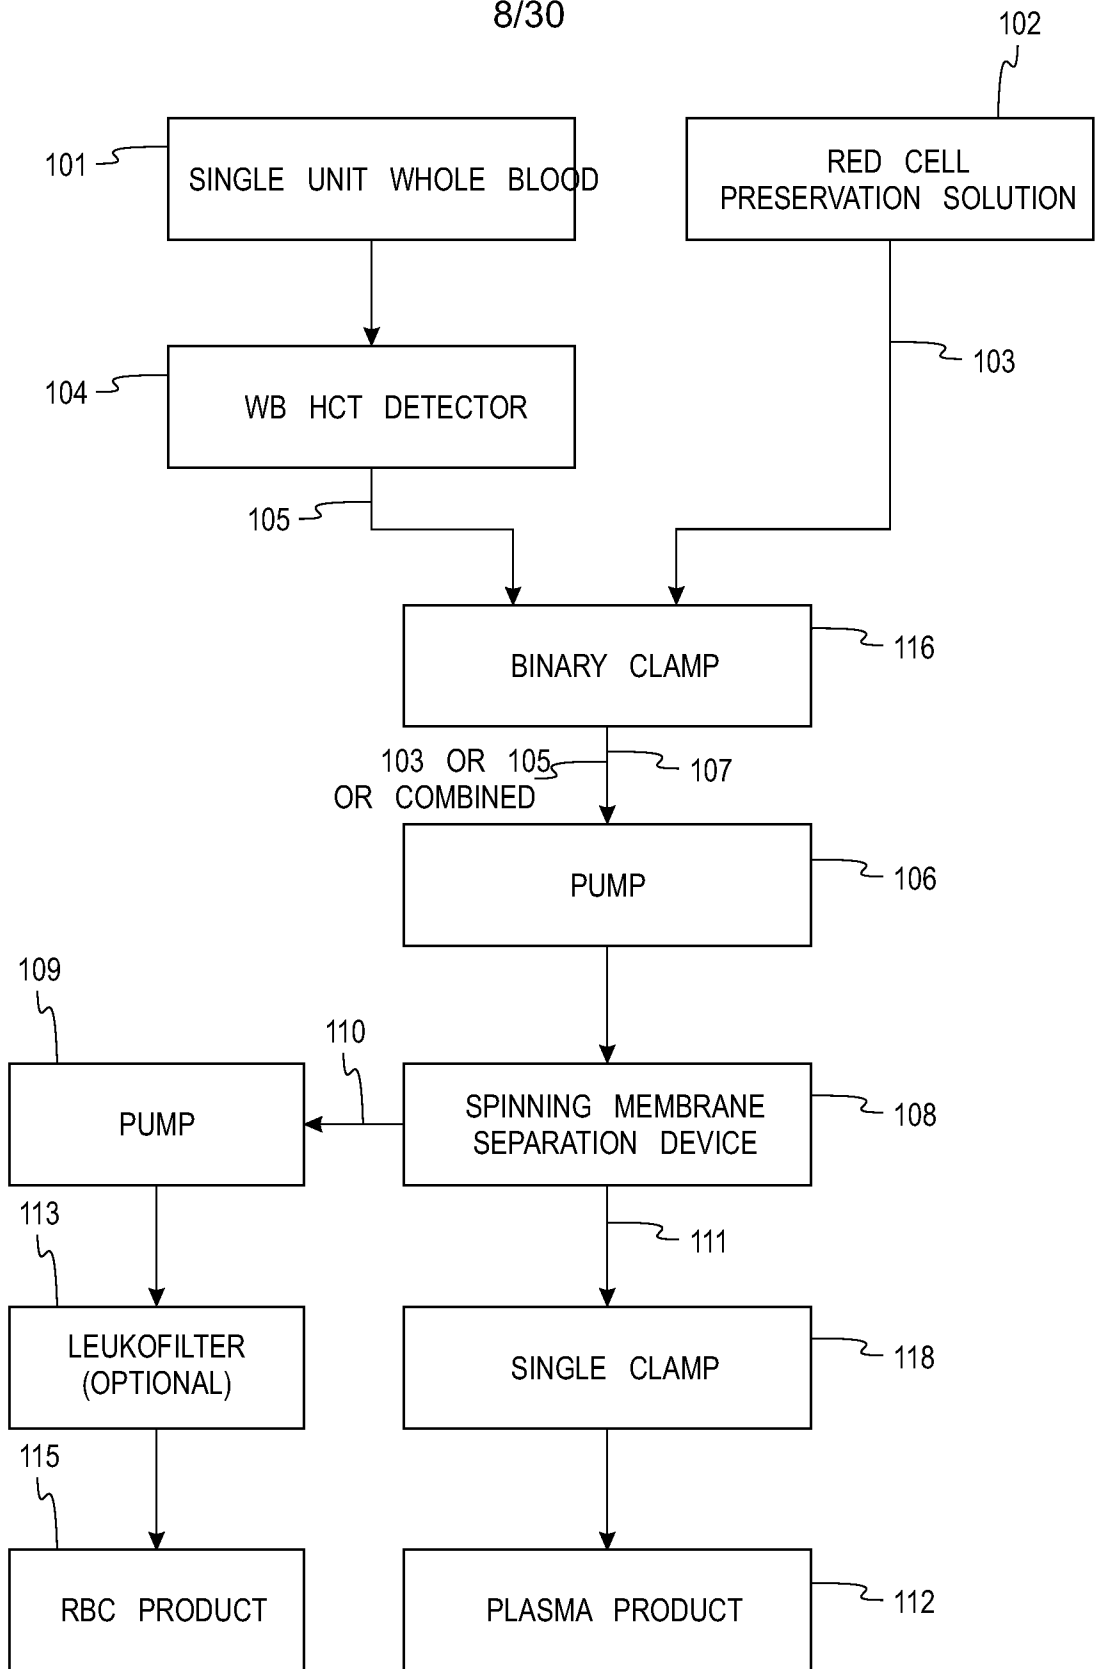 8/30
102
101
SINGLE UNIT WHOLE BLOOD
RED CELL
PRESERVATION SOLUTION
103
104
WB HCT DETECTOR
105
BINARY CLAMP
116
103 OR 105
OR COMBINED
107
PUMP
106
109
110
PUMP
SPINNING MEMBRANE
SEPARATION DEVICE
108
113
111
LEUKOFILTER
(OPTIONAL)
SINGLE CLAMP
118
115
RBC PRODUCT
PLASMA PRODUCT
112